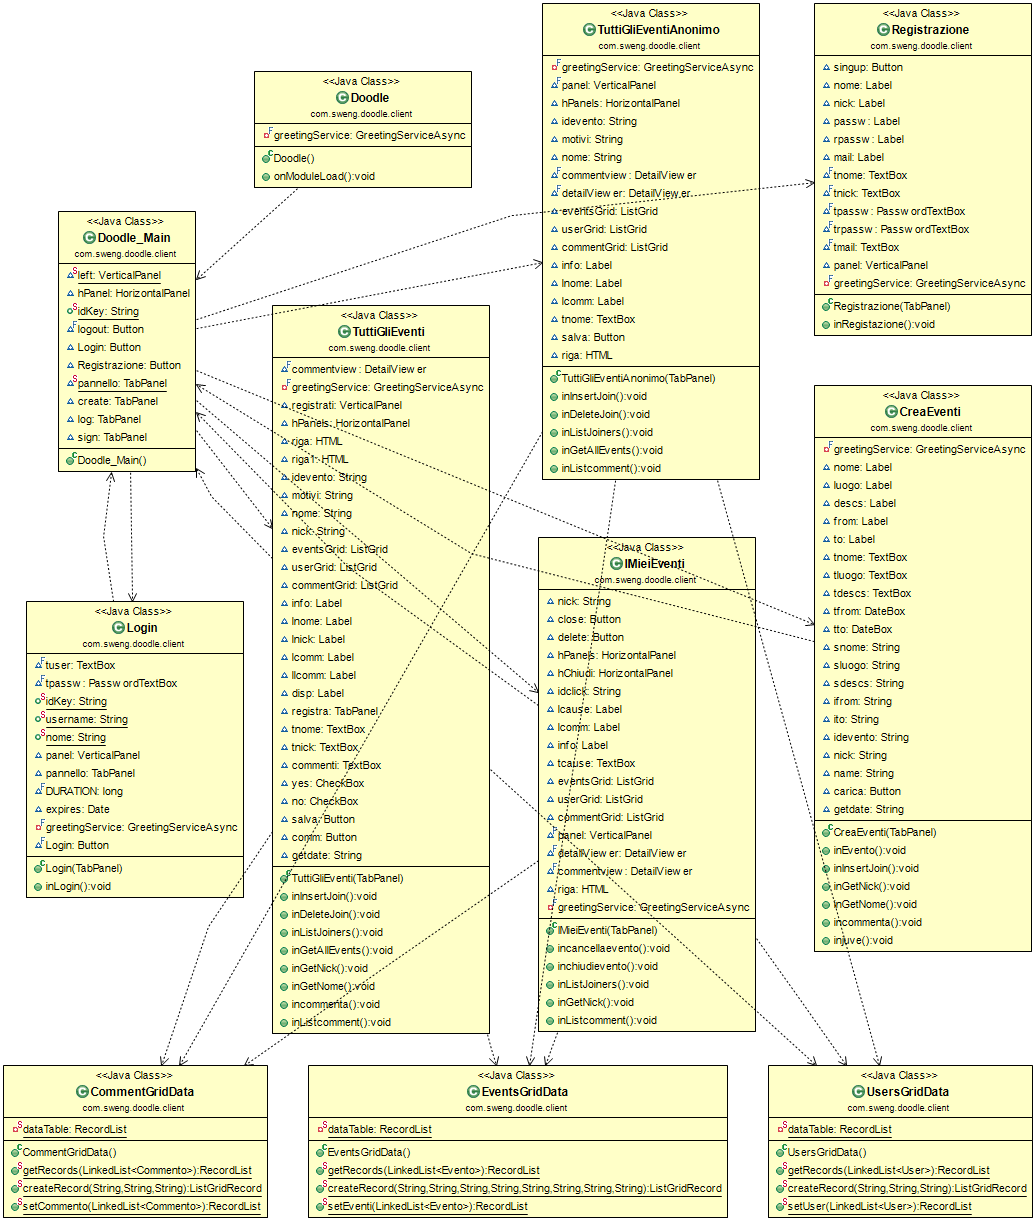 <<Java Class>>
Doodle
com.sweng.doodle.client
greetingService: GreetingServiceAsync
Doodle()
onModuleLoad():void
<<Java Class>>
TuttiGliEventiAnonimo
com.sweng.doodle.client
greetingService: GreetingServiceAsync
panel: VerticalPanel
hPanels: HorizontalPanel
idevento: String
motivi: String
nome: String
commentview: DetailViewer
detailViewer: DetailViewer
eventsGrid: ListGrid
userGrid: ListGrid
commentGrid: ListGrid
info: Label
lnome: Label
lcomm: Label
tnome: TextBox
salva: Button
riga: HTML
TuttiGliEventiAnonimo(TabPanel)
inInsertJoin():void
inDeleteJoin():void
inListJoiners():void
inGetAllEvents():void
inListcomment():void
<<Java Class>>
Registrazione
com.sweng.doodle.client
singup: Button
nome: Label
nick: Label
passw: Label
rpassw: Label
mail: Label
tnome: TextBox
tnick: TextBox
tpassw: PasswordTextBox
trpassw: PasswordTextBox
tmail: TextBox
panel: VerticalPanel
greetingService: GreetingServiceAsync
Registrazione(TabPanel)
inRegistazione():void
<<Java Class>>
Doodle_Main
com.sweng.doodle.client
left: VerticalPanel
hPanel: HorizontalPanel
idKey: String
logout: Button
Login: Button
Registrazione: Button
pannello: TabPanel
create: TabPanel
log: TabPanel
sign: TabPanel
Doodle_Main()
<<Java Class>>
TuttiGliEventi
com.sweng.doodle.client
commentview: DetailViewer
greetingService: GreetingServiceAsync
registrati: VerticalPanel
hPanels: HorizontalPanel
riga: HTML
riga1: HTML
idevento: String
motivi: String
nome: String
nick: String
eventsGrid: ListGrid
userGrid: ListGrid
commentGrid: ListGrid
info: Label
lnome: Label
lnick: Label
lcomm: Label
llcomm: Label
disp: Label
registra: TabPanel
tnome: TextBox
tnick: TextBox
commenti: TextBox
yes: CheckBox
no: CheckBox
salva: Button
comm: Button
getdate: String
TuttiGliEventi(TabPanel)
inInsertJoin():void
inDeleteJoin():void
inListJoiners():void
inGetAllEvents():void
inGetNick():void
inGetNome():void
incommenta():void
inListcomment():void
<<Java Class>>
CreaEventi
com.sweng.doodle.client
greetingService: GreetingServiceAsync
nome: Label
luogo: Label
descs: Label
from: Label
to: Label
tnome: TextBox
tluogo: TextBox
tdescs: TextBox
tfrom: DateBox
tto: DateBox
snome: String
sluogo: String
sdescs: String
ifrom: String
ito: String
idevento: String
nick: String
name: String
carica: Button
getdate: String
CreaEventi(TabPanel)
inEvento():void
inInsertJoin():void
inGetNick():void
inGetNome():void
incommenta():void
injuve():void
<<Java Class>>
IMieiEventi
com.sweng.doodle.client
nick: String
close: Button
delete: Button
hPanels: HorizontalPanel
hChiudi: HorizontalPanel
idclick: String
lcause: Label
lcomm: Label
info: Label
tcause: TextBox
eventsGrid: ListGrid
userGrid: ListGrid
commentGrid: ListGrid
panel: VerticalPanel
detailViewer: DetailViewer
commentview: DetailViewer
riga: HTML
greetingService: GreetingServiceAsync
IMieiEventi(TabPanel)
incancellaevento():void
inchiudievento():void
inListJoiners():void
inGetNick():void
inListcomment():void
<<Java Class>>
Login
com.sweng.doodle.client
tuser: TextBox
tpassw: PasswordTextBox
idKey: String
username: String
nome: String
panel: VerticalPanel
pannello: TabPanel
DURATION: long
expires: Date
greetingService: GreetingServiceAsync
Login: Button
Login(TabPanel)
inLogin():void
<<Java Class>>
CommentGridData
com.sweng.doodle.client
dataTable: RecordList
CommentGridData()
getRecords(LinkedList<Commento>):RecordList
createRecord(String,String,String):ListGridRecord
setCommento(LinkedList<Commento>):RecordList
<<Java Class>>
EventsGridData
com.sweng.doodle.client
dataTable: RecordList
EventsGridData()
getRecords(LinkedList<Evento>):RecordList
createRecord(String,String,String,String,String,String,String,String):ListGridRecord
setEventi(LinkedList<Evento>):RecordList
<<Java Class>>
UsersGridData
com.sweng.doodle.client
dataTable: RecordList
UsersGridData()
getRecords(LinkedList<User>):RecordList
createRecord(String,String,String):ListGridRecord
setUser(LinkedList<User>):RecordList